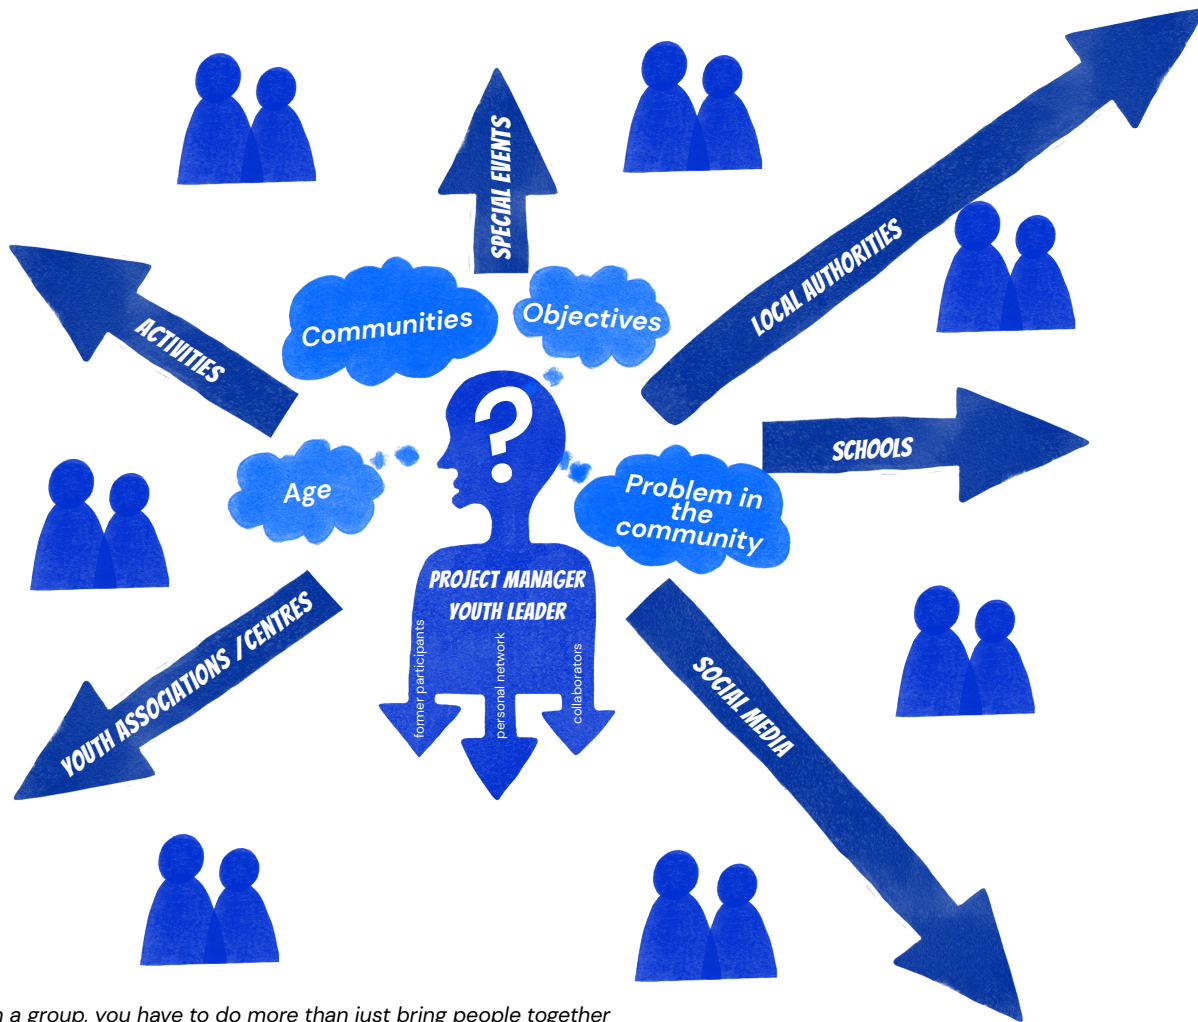 SPECIAL EVENTS
LOCAL AUTHORITIES
ACTIVITIES
Communities
Objectives
SCHOOLS
Age
Problem in
the
community
PROJECT MANAGER
YOUTH LEADER
former participants
personal network
collaborators
YOUTH ASSOCIATIONS /CENTRES
SOCIAL MEDIA
a group, you have to do more than just bring people together